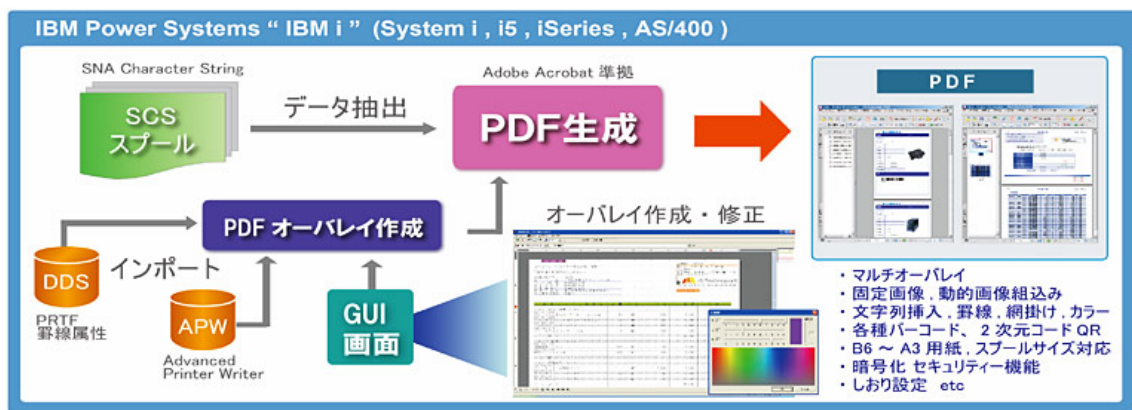 IBM Power Systems “ IBM i ” (System i , i5 , iSeries , AS/400 )
SNA Character String
SCS
スプール
データ抽出
Adobe Acrobat 準拠
PDF生成
PDF
PDF オーバレイ作成
オーバレイ作成・修正
DDS
インポート
PRTF
罫線属性
APW
Advanced
Printer Writer
GUI
画面
・マルチオーバレイ
・固定画像 , 動的画像組込み
・文字列挿入 , 罫線 , 網掛け , カラー
・各種バーコード、 2 次元コード QR
・B6 ～ A3 用紙 , スプールサイズ対応
・暗号化 セキュリティー機能
・しおり設定 etc